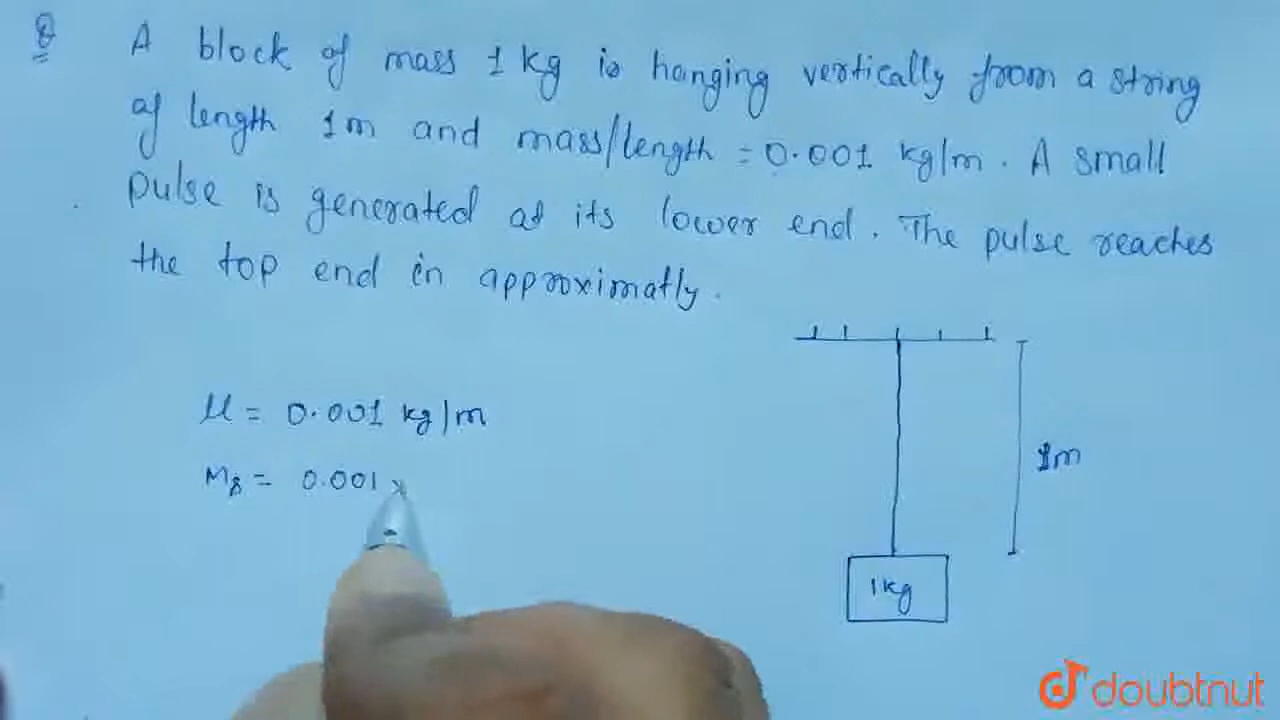 Q A block of mass 1 kg is hanging vertically from a string
of length 1m and mass/length = 0.001 kg/m. A small
pulse is generated at its lower end. The pulse reaches
the top end in approximatly.
μ = 0.001 kg/m
Ms = 0.001 x
1m
1kg
doubtnut